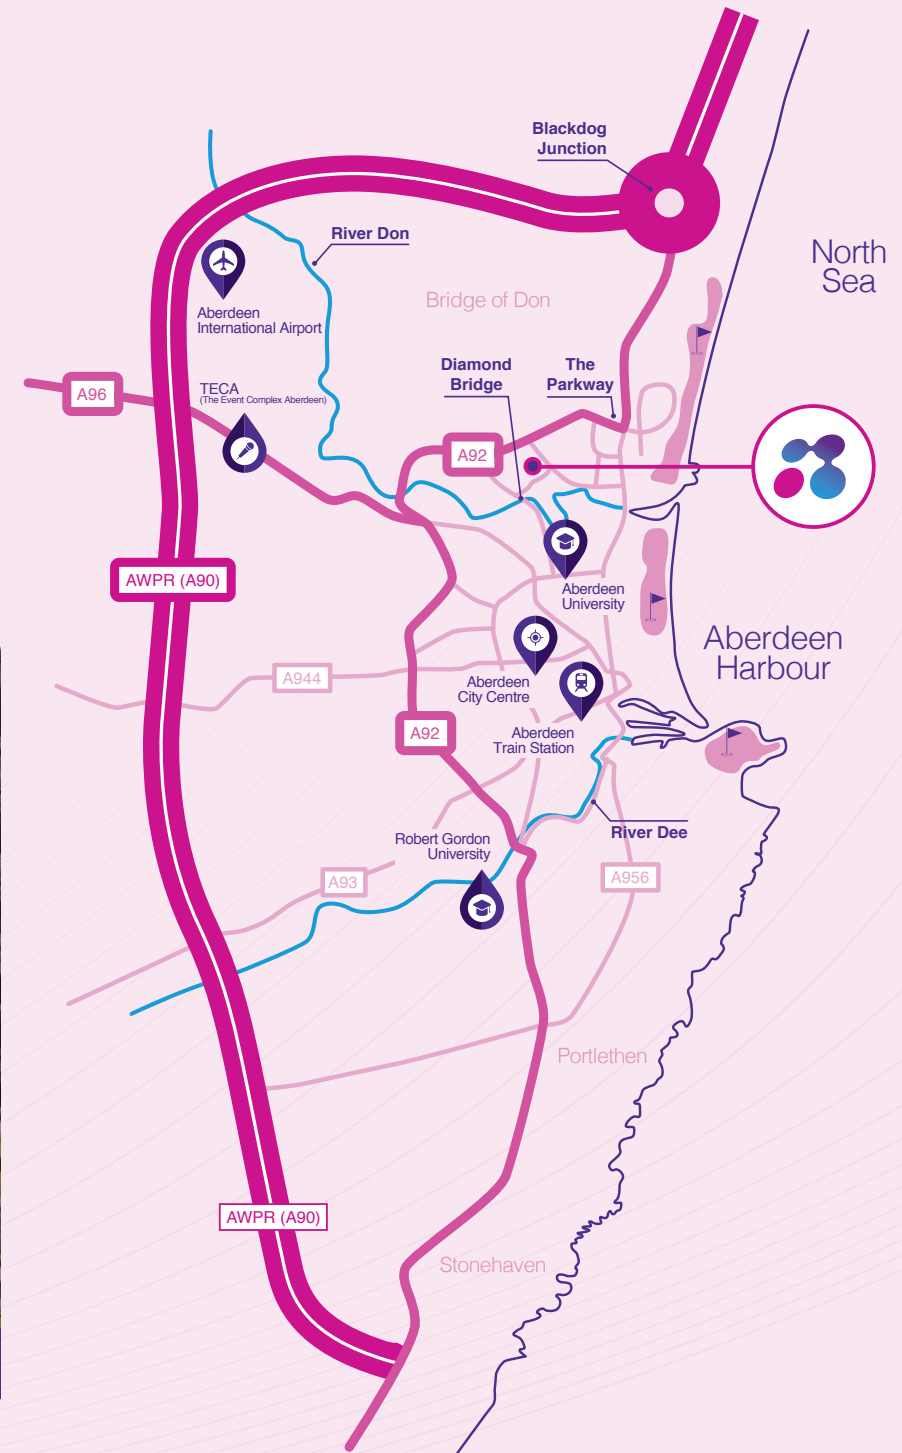 Blackdog
Junction
River Don
North
Sea
Aberdeen
International Airport
Bridge of Don
Diamond
Bridge
The
Parkway
A96
TECA
(The Event Complex Aberdeen)
A92
AWPR (A90)
Aberdeen
University
Aberdeen
Harbour
A944
Aberdeen
City Centre
A92
Aberdeen
Train Station
River Dee
Robert Gordon
University
A93
A956
Portlethen
AWPR (A90)
Stonehaven